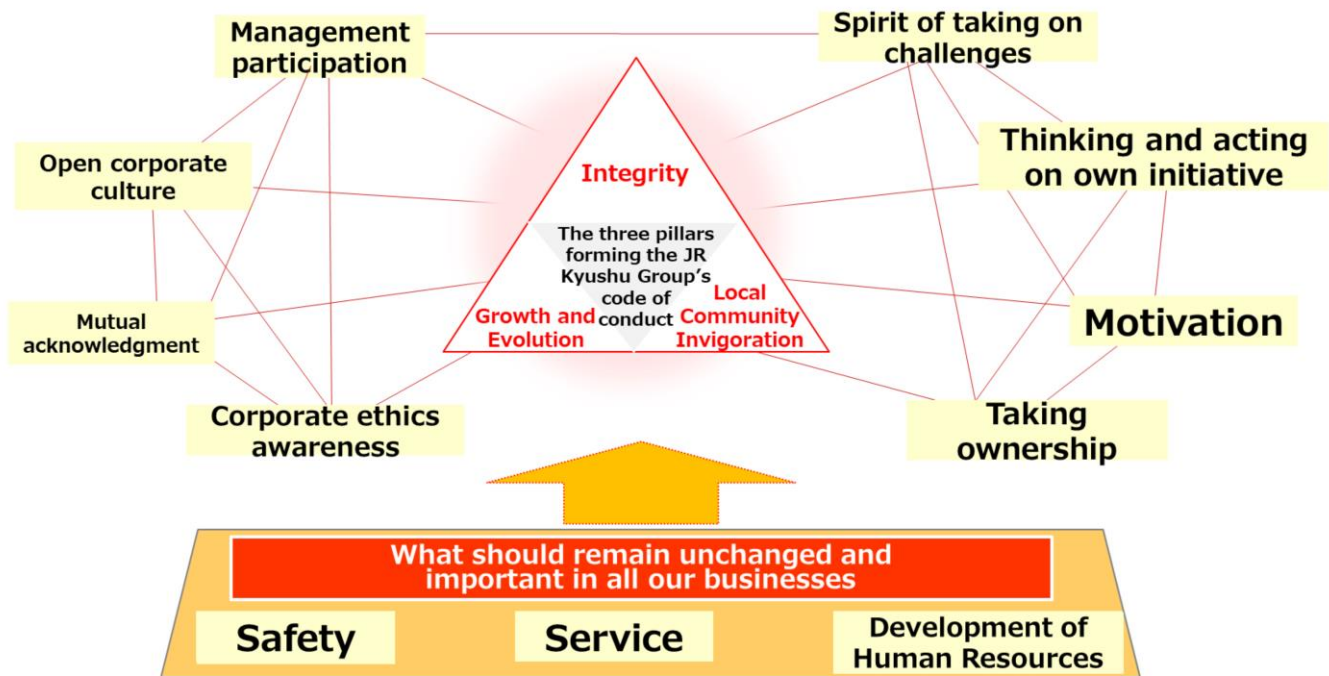 Management
participation
Spirit of taking on
challenges
Open corporate
culture
Thinking and acting
on own initiative
Integrity
The three pillars
forming the JR
Kyushu Group's
code of
conduct
Growth and
Evolution
Local
Community
Invigoration
Mutual
acknowledgment
Motivation
Corporate ethics
awareness
Taking
ownership
What should remain unchanged and
important in all our businesses
Safety
Service
Development of
Human Resources